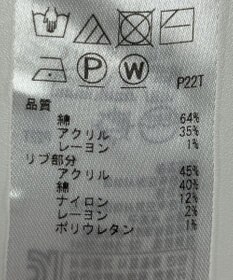 P22T
品質
綿 64%
アクリル 35%
レーヨン 1%
リブ部分
アクリル 45%
綿 40%
ナイロン 12%
レーヨン 2%
ポリウレタン 1%